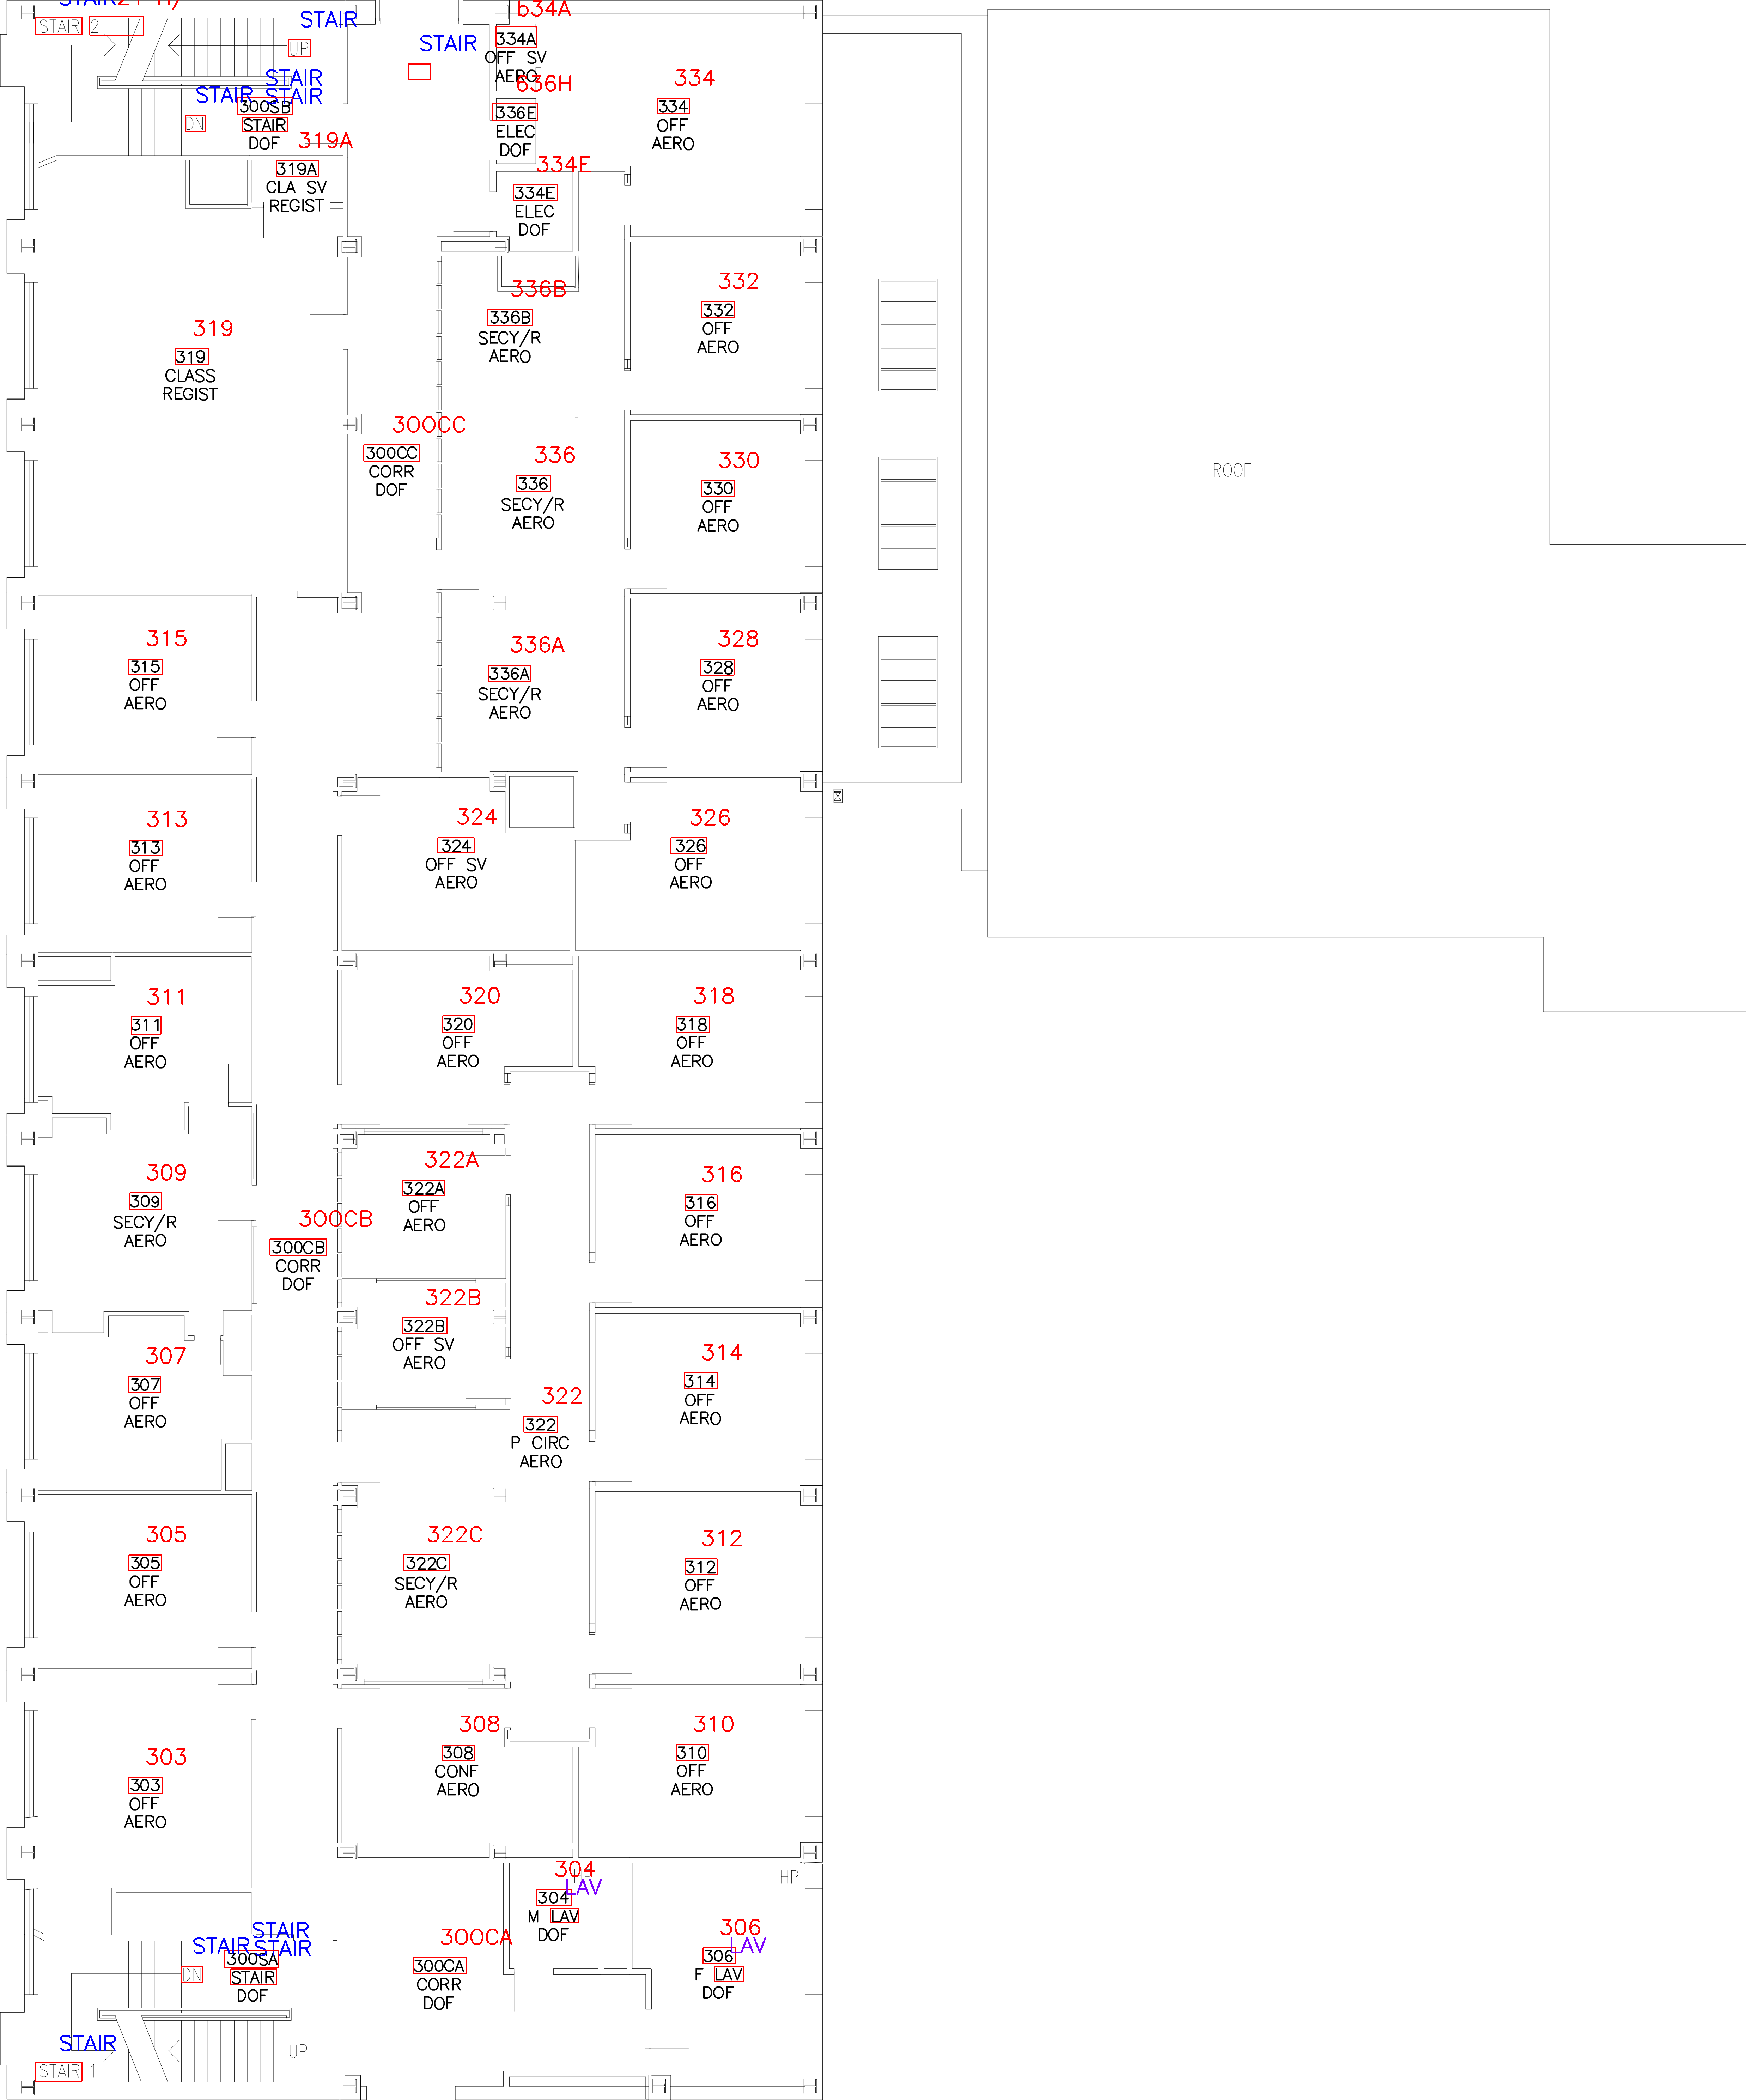 STAIR
STAIR 2
STAIR
UP
STAIR
b34A
334A
OFF SV
AERO
STAIR
STAIR
STAIR
300SB
STAIR
DOF
DN
636H
336E
ELEC
DOF
334
334
OFF
AERO
319A
319A
CLA SV
REGIST
334E
334E
ELEC
DOF
319
319
CLASS
REGIST
336B
336B
SECY/R
AERO
332
332
OFF
AERO
300CC
300CC
CORR
DOF
336
336
SECY/R
AERO
330
330
OFF
AERO
ROOF
315
315
OFF
AERO
336A
336A
SECY/R
AERO
328
328
OFF
AERO
313
313
OFF
AERO
324
324
OFF SV
AERO
326
326
OFF
AERO
311
311
OFF
AERO
320
320
OFF
AERO
318
318
OFF
AERO
309
309
SECY/R
AERO
300CB
300CB
CORR
DOF
322A
322A
OFF
AERO
316
316
OFF
AERO
322B
322B
OFF SV
AERO
307
307
OFF
AERO
314
314
OFF
AERO
322
322
P CIRC
AERO
305
305
OFF
AERO
322C
322C
SECY/R
AERO
312
312
OFF
AERO
303
303
OFF
AERO
308
308
CONF
AERO
310
310
OFF
AERO
304
LAV
304
M LAV
DOF
HP
306
LAV
306
F LAV
DOF
STAIR
STAIR
STAIR
300SA
STAIR
DOF
DN
300CA
300CA
CORR
DOF
STAIR
UP
STAIR 1